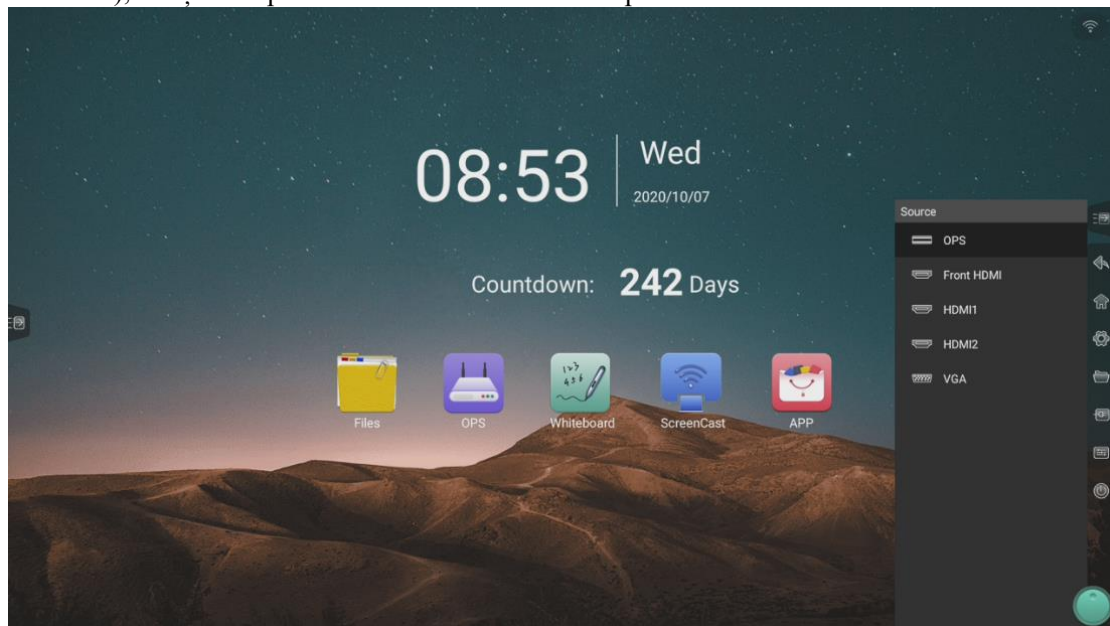 08:53
Wed
2020/10/07
Countdown: 242 Days
Files
OPS
Whiteboard
ScreenCast
APP
Source
OPS
Front HDMI
HDMI1
HDMI2
VGA